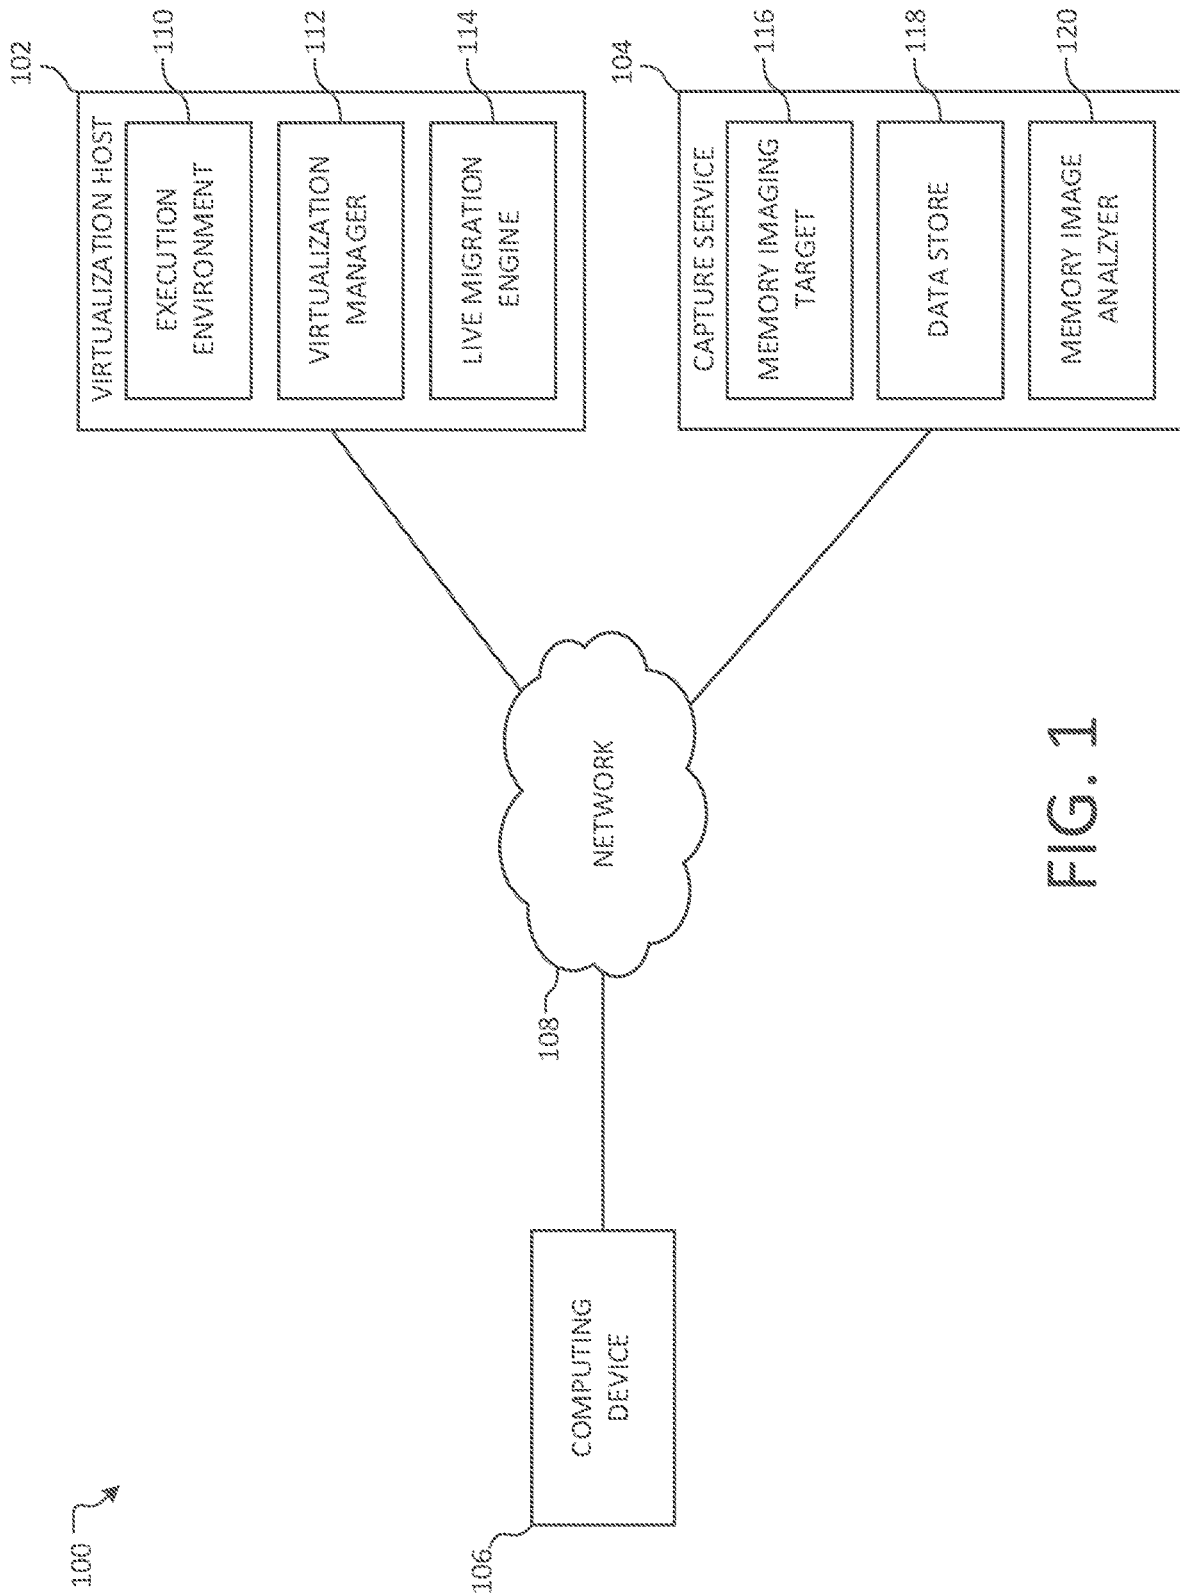 100
102
VIRTUALIZATION HOST
EXECUTION
ENVIRONMENT
110
VIRTUALIZATION
MANAGER
112
LIVE MIGRATION
ENGINE
114
104
CAPTURE SERVICE
MEMORY IMAGING
TARGET
116
DATA STORE
118
MEMORY IMAGE
ANALZYER
120
108
NETWORK
106
COMPUTING
DEVICE
FIG. 1